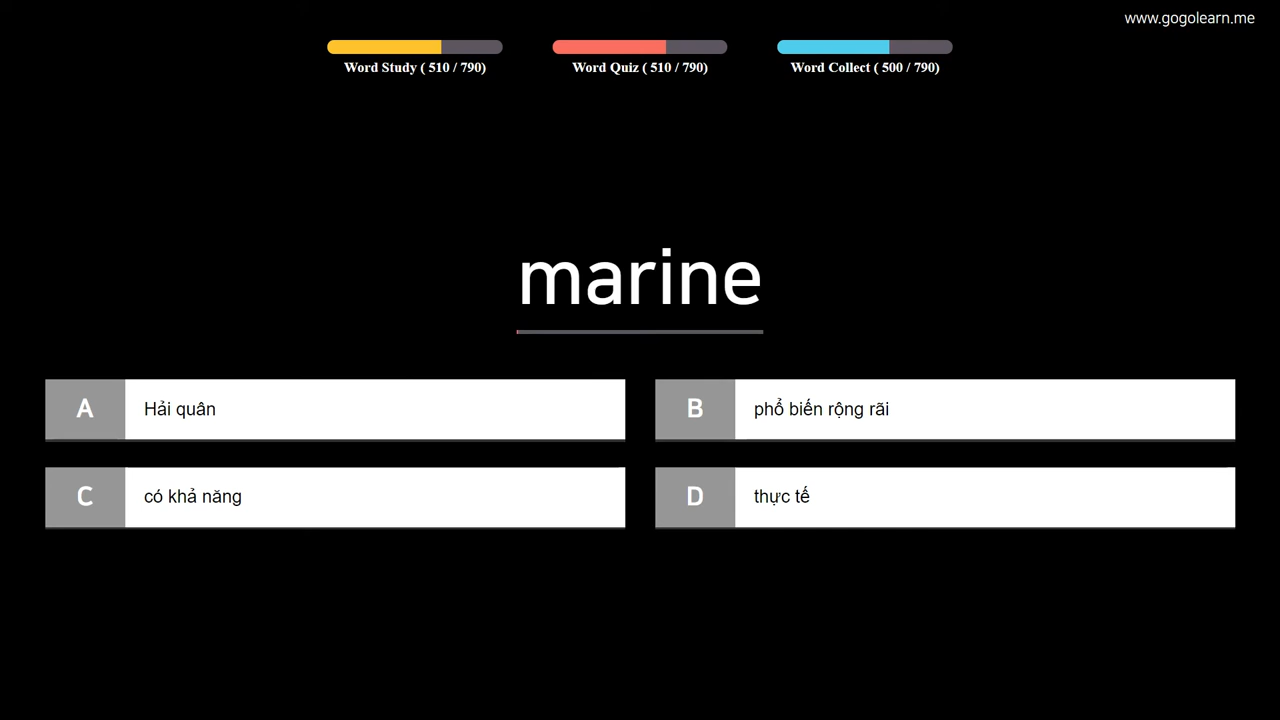 www.gogolearn.me
Word Study ( 510 / 790)
Word Quiz ( 510 / 790)
Word Collect ( 500 / 790)
marine
A Hải quân
B phổ biến rộng rãi
C có khả năng
D thực tế